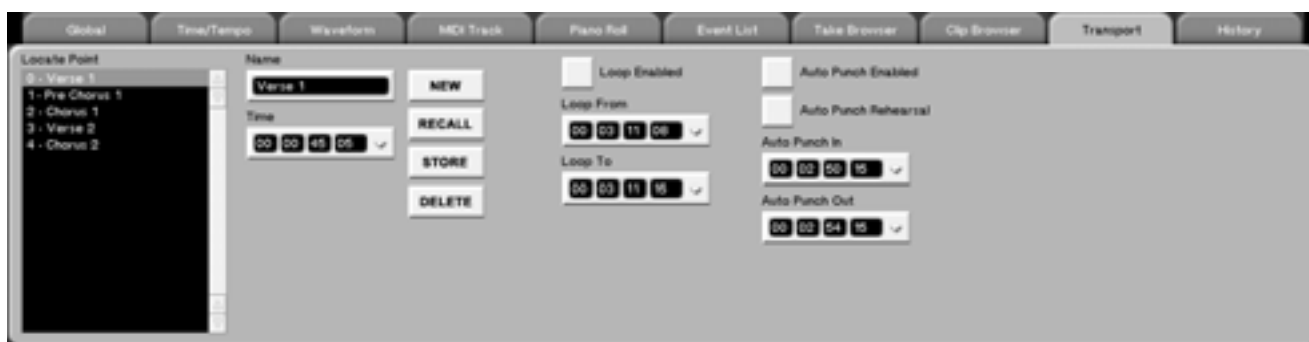 Global Time/Tempo Waveform MIDI Track Piano Roll Event List Take Browser Clip Browser Transport History
Locate Point
0 - Verse 1
1 - Pre Chorus 1
2 - Chorus 1
3 - Verse 2
4 - Chorus 2
Name
Verse 1
Time
00 00 45 05
NEW
RECALL
STORE
DELETE
Loop Enabled
Loop From
00 03 11 08
Loop To
00 03 11 15
Auto Punch Enabled
Auto Punch Rehearsal
Auto Punch In
00 02 50 15
Auto Punch Out
00 02 54 15